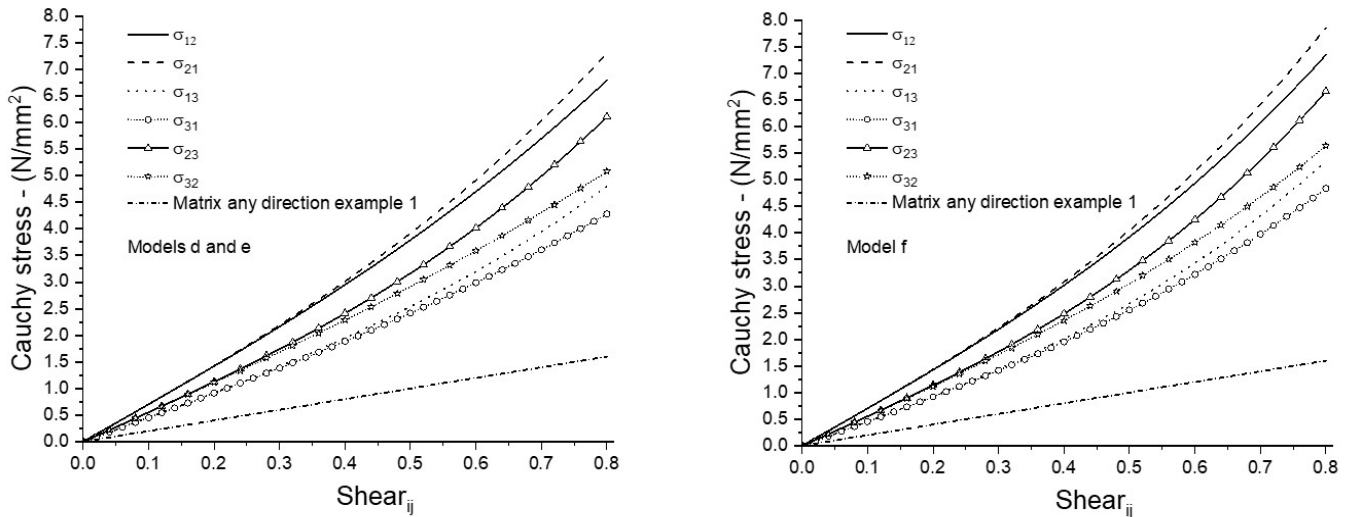 8.0
7.5
7.0
6.5
6.0
5.5
5.0
4.5
4.0
3.5
3.0
2.5
2.0
1.5
1.0
0.5
0.0
Cauchy stress - (N/mm²)
σ₁₂
σ₂₁
σ₁₃
σ₃₁
σ₂₃
σ₃₂
Matrix any direction example 1
Models d and e
0.0 0.1 0.2 0.3 0.4 0.5 0.6 0.7 0.8
Shearᵢⱼ
8.0
7.5
7.0
6.5
6.0
5.5
5.0
4.5
4.0
3.5
3.0
2.5
2.0
1.5
1.0
0.5
0.0
Cauchy stress - (N/mm²)
σ₁₂
σ₂₁
σ₁₃
σ₃₁
σ₂₃
σ₃₂
Matrix any direction example 1
Model f
0.0 0.1 0.2 0.3 0.4 0.5 0.6 0.7 0.8
Shearᵢⱼ